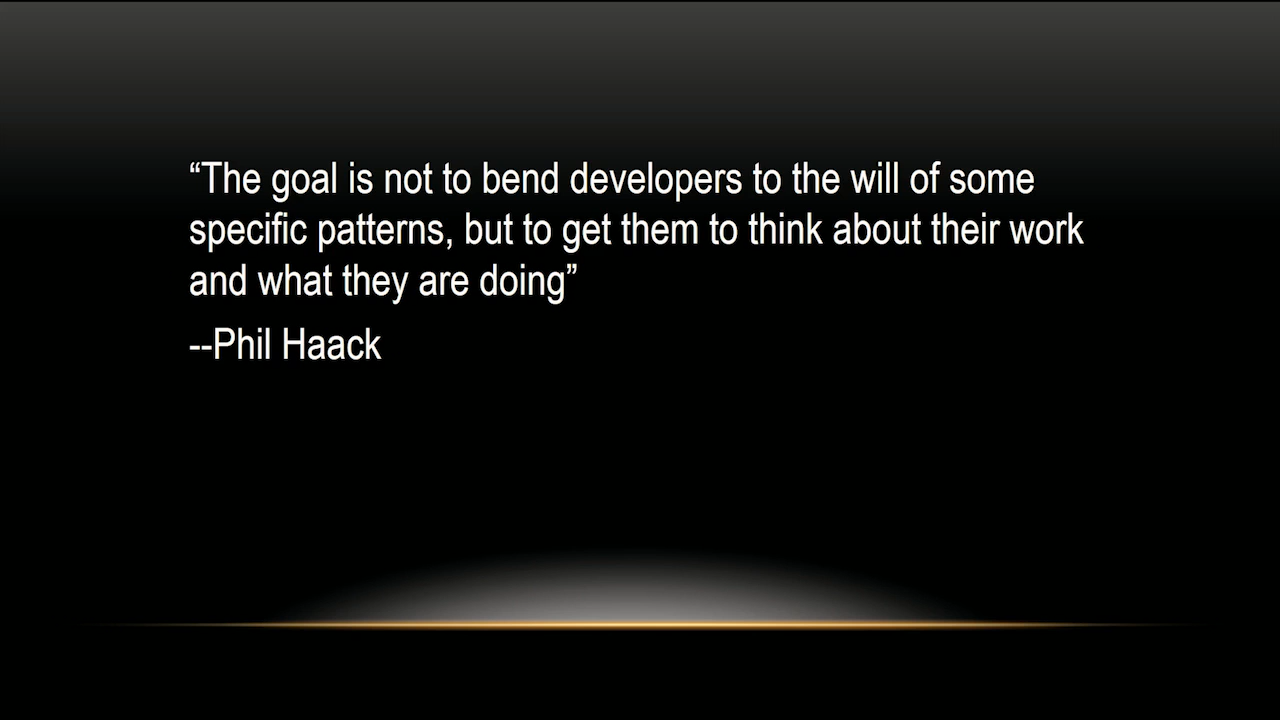 “The goal is not to bend developers to the will of some
specific patterns, but to get them to think about their work
and what they are doing”
--Phil Haack